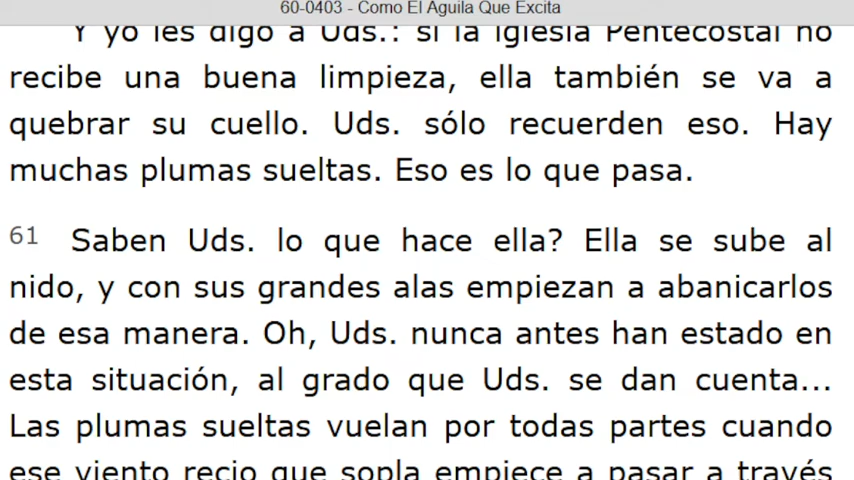 60-0403 - Como El Aguila Que Excita
Y yo les digo a Uds.: si la iglesia Pentecostal no
recibe una buena limpieza, ella también se va a
quebrar su cuello. Uds. sólo recuerden eso. Hay
muchas plumas sueltas. Eso es lo que pasa.
61 Saben Uds. lo que hace ella? Ella se sube al
nido, y con sus grandes alas empiezan a abanicarlos
de esa manera. Oh, Uds. nunca antes han estado en
esta situación, al grado que Uds. se dan cuenta...
Las plumas sueltas vuelan por todas partes cuando
ese viento recio que sopla empiece a pasar a través